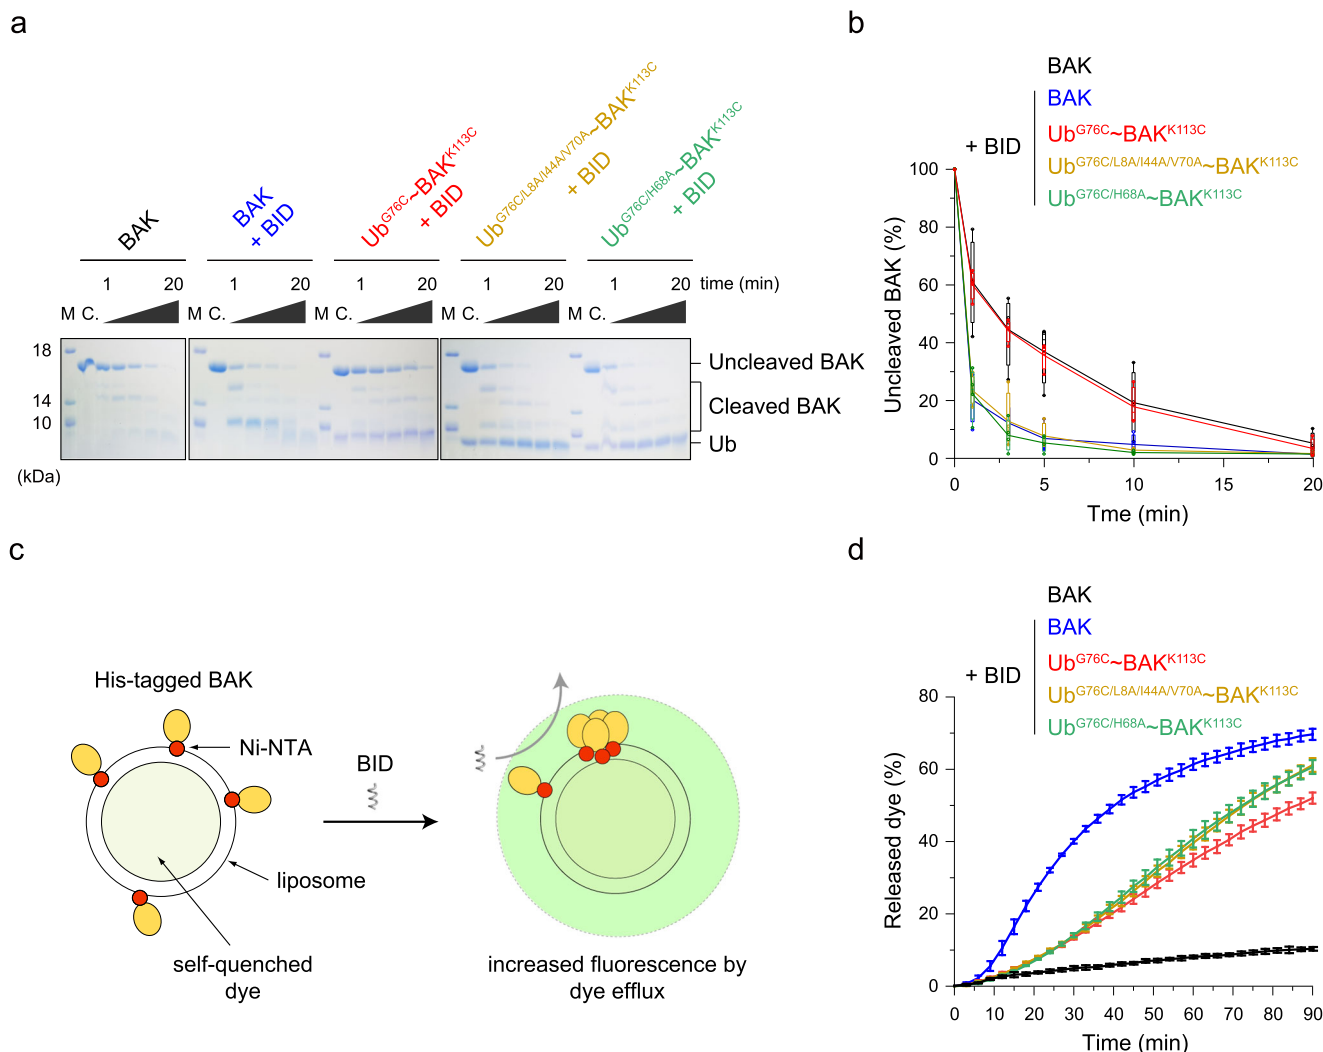 a
BAK
BAK
+ BID
Ub^G76C~BAK^K113C
+ BID
Ub^G76C/L8A/I44A/V70A~BAK^K113C
+ BID
Ub^G76C/H68A~BAK^K113C
+ BID
1 20 1 20 1 20 1 20 1 20 time (min)
M C. M C. M C. M C. M C.
18
14
10
(kDa)
Uncleaved BAK
Cleaved BAK
Ub
b
BAK
+ BID
BAK
Ub^G76C~BAK^K113C
Ub^G76C/L8A/I44A/V70A~BAK^K113C
Ub^G76C/H68A~BAK^K113C
Uncleaved BAK (%)
100
80
60
40
20
0
0 5 10 15 20
Tme (min)
c
His-tagged BAK
Ni-NTA
BID
liposome
self-quenched
dye
increased fluorescence by
dye efflux
d
BAK
+ BID
BAK
Ub^G76C~BAK^K113C
Ub^G76C/L8A/I44A/V70A~BAK^K113C
Ub^G76C/H68A~BAK^K113C
Released dye (%)
80
60
40
20
0
0 10 20 30 40 50 60 70 80 90
Time (min)